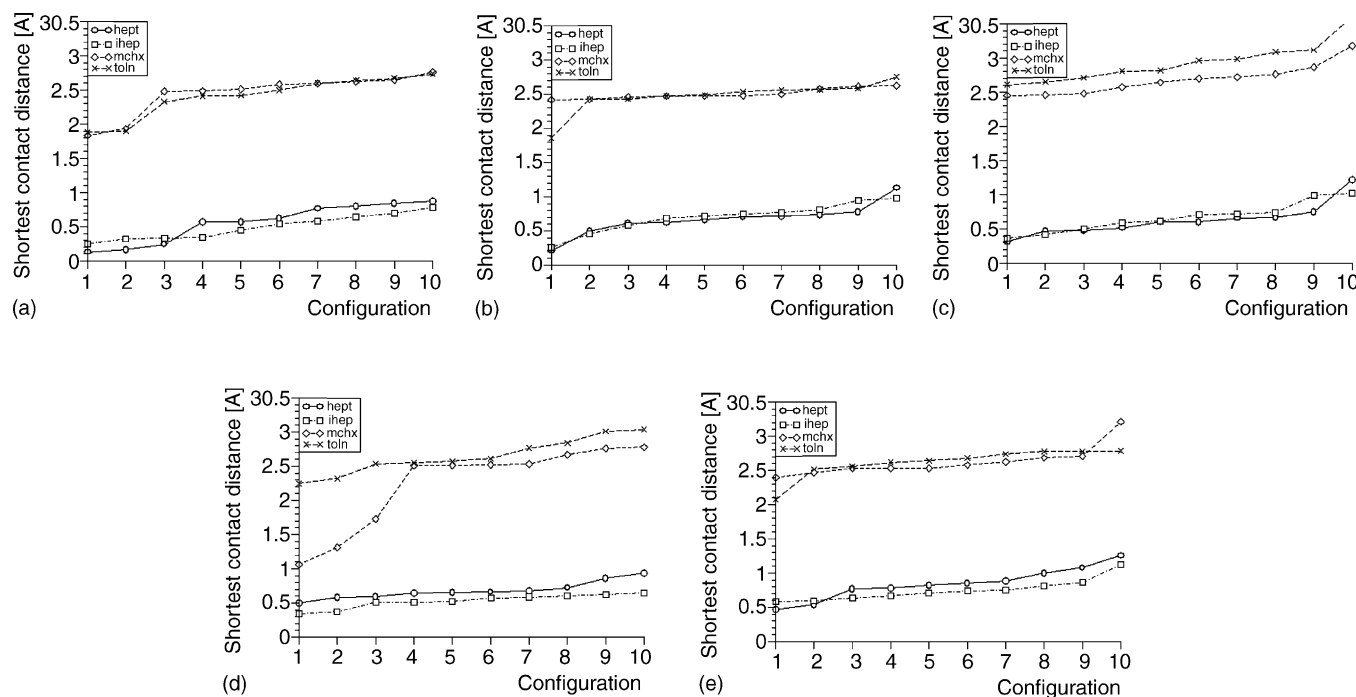 Shortest contact distance [A]
30.5
3
2.5
2
1.5
1
0.5
0
hept
ihep
mchx
toln
1 2 3 4 5 6 7 8 9 10
Configuration
(a)
Shortest contact distance [A]
30.5
3
2.5
2
1.5
1
0.5
0
hept
ihep
mchx
toln
1 2 3 4 5 6 7 8 9 10
Configuration
(b)
Shortest contact distance [A]
30.5
3
2.5
2
1.5
1
0.5
0
hept
ihep
mchx
toln
1 2 3 4 5 6 7 8 9 10
Configuration
(c)
Shortest contact distance [A]
30.5
3
2.5
2
1.5
1
0.5
0
hept
ihep
mchx
toln
1 2 3 4 5 6 7 8 9 10
Configuration
(d)
Shortest contact distance [A]
30.5
3
2.5
2
1.5
1
0.5
0
hept
ihep
mchx
toln
1 2 3 4 5 6 7 8 9 10
Configuration
(e)